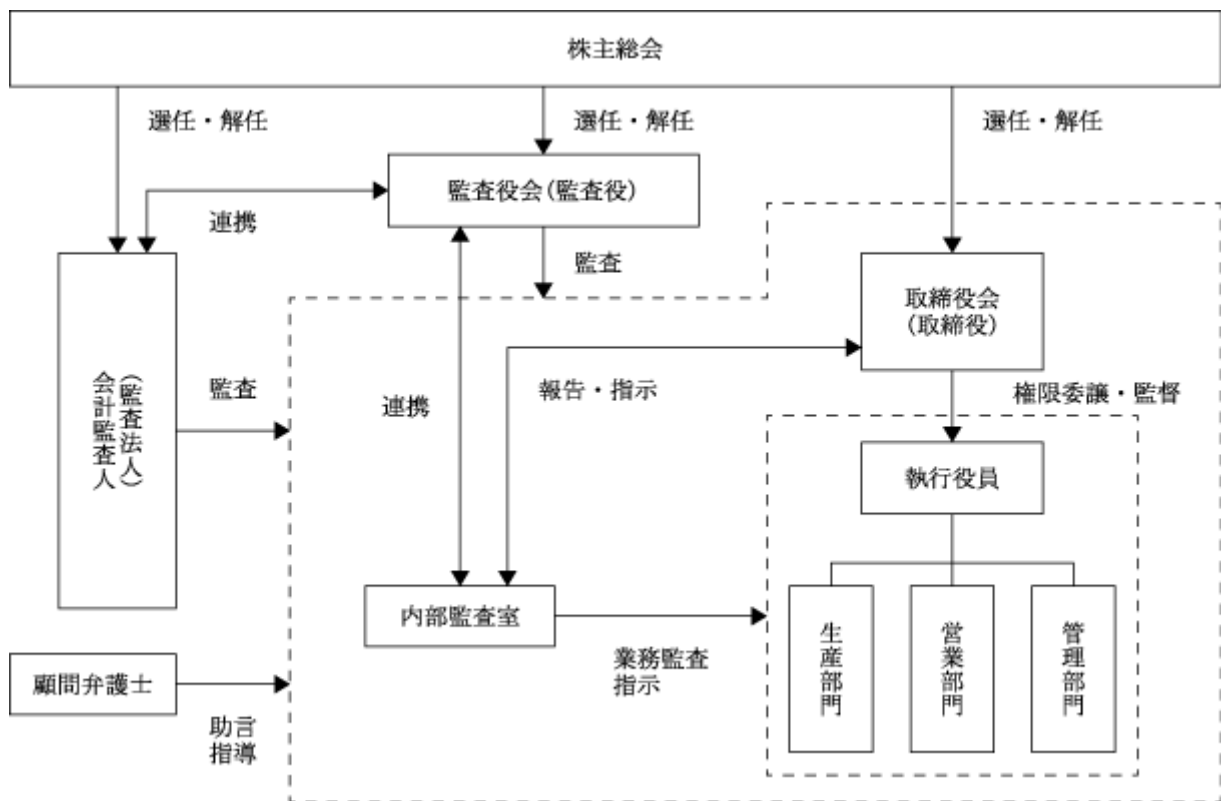 株主総会
選任・解任
選任・解任
選任・解任
監査役会(監査役)
連携
監査
取締役会
(取締役)
会計監査人
(監査法人)
監査
連携
報告・指示
権限委譲・監督
執行役員
内部監査室
業務監査
指示
生産部門
営業部門
管理部門
顧問弁護士
助言
指導